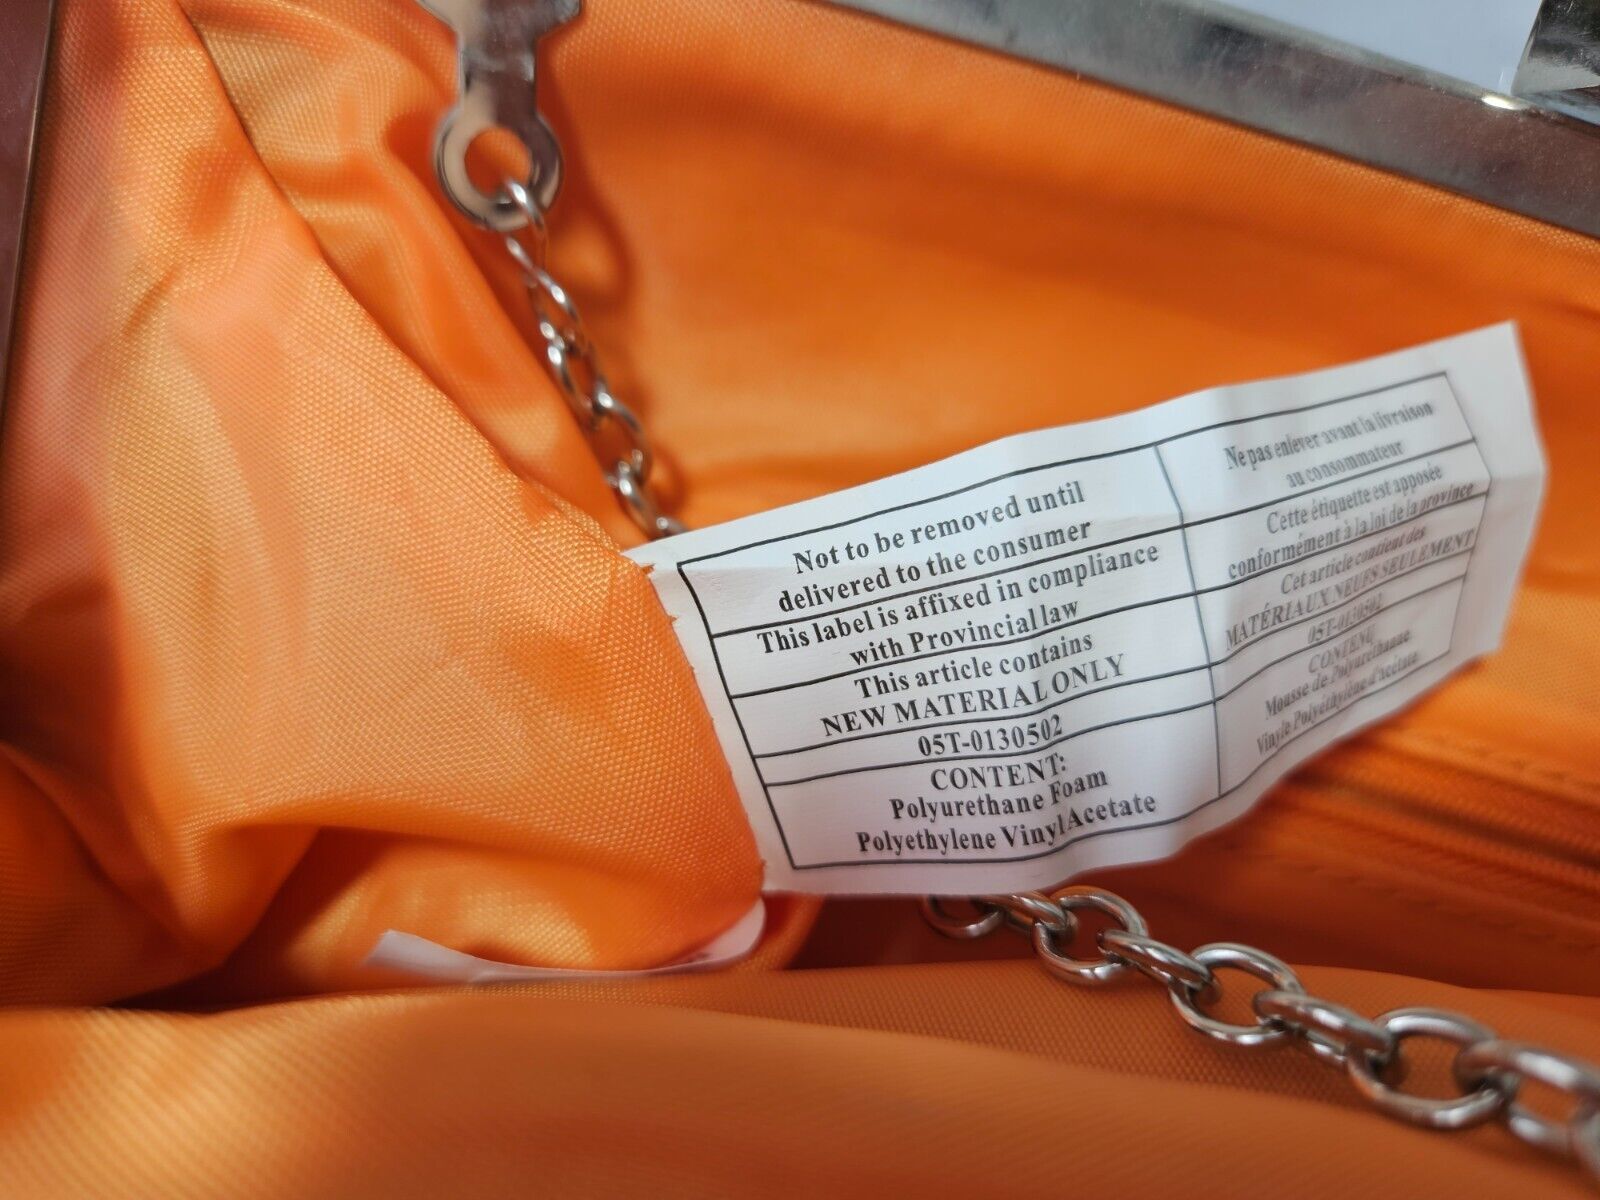 Not to be removed until
delivered to the consumer
This label is affixed in compliance
with Provincial law
This article contains
NEW MATERIAL ONLY
05T-0130502
CONTENT:
Polyurethane Foam
Polyethylene Vinyl Acetate
Ne pas enlever avant la livraison
au consommateur
Cette étiquette est apposée
conformément à la loi de la province
Cet article contient des
MATÉRIAUX NEUFS SEULEMENT
05T-0130502
CONTENU:
Mousse de Polyuréthanne
Vinyle Polyéthylène d'Acétate